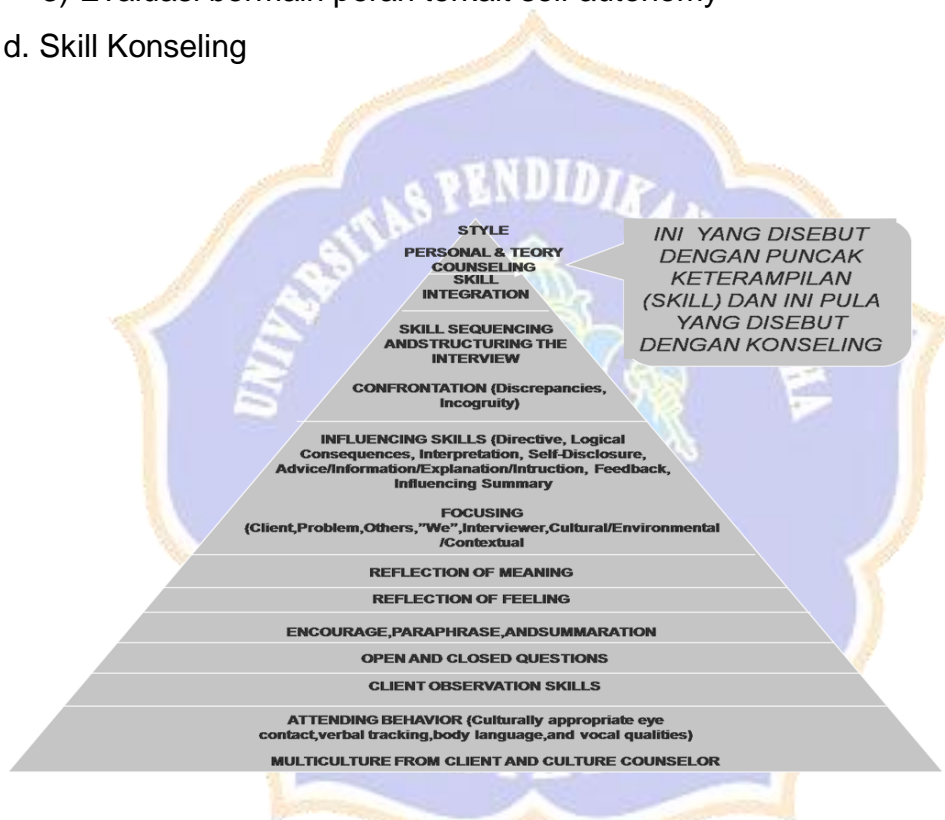 d. Skill Konseling
UNIVERSITAS PENDIDIKAN
STYLE
PERSONAL & TEORY
COUNSELING
SKILL
INTEGRATION
SKILL SEQUENCING
ANDSTRUCTURING THE
INTERVIEW
CONFRONTATION (Discrepancies,
Incogruity)
INFLUENCING SKILLS (Directive, Logical
Consequences, Interpretation, Self-Disclosure,
Advice/Information/Explanation/Intruction, Feedback,
Influencing Summary
FOCUSING
(Client,Problem,Others,”We”,Interviewer,Cultural/Environmental
/Contextual
REFLECTION OF MEANING
REFLECTION OF FEELING
ENCOURAGE,PARAPHRASE,ANDSUMMARATION
OPEN AND CLOSED QUESTIONS
CLIENT OBSERVATION SKILLS
ATTENDING BEHAVIOR (Culturally appropriate eye
contact,verbal tracking,body language,and vocal qualities)
MULTICULTURE FROM CLIENT AND CULTURE COUNSELOR
INI YANG DISEBUT
DENGAN PUNCAK
KETERAMPILAN
(SKILL) DAN INI PULA
YANG DISEBUT
DENGAN KONSELING